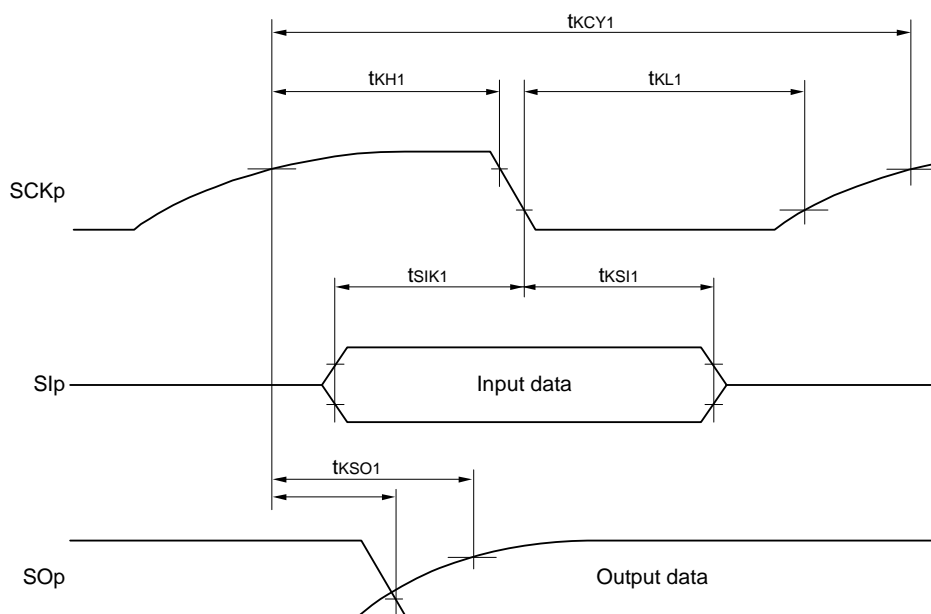 tKCY1
tKH1
tKL1
SCKp
tSIK1
tKSI1
SIp
Input data
tKSO1
SOp
Output data